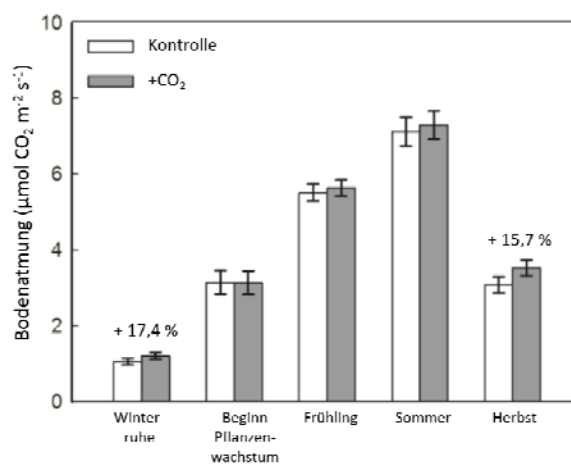 10
8
6
4
2
0
Bodenatmung (µmol CO₂ m⁻² s⁻¹)
Kontrolle
+CO₂
+ 17,4 %
+ 15,7 %
Winter
ruhe
Beginn
Pflanzen-
wachstum
Frühling
Sommer
Herbst